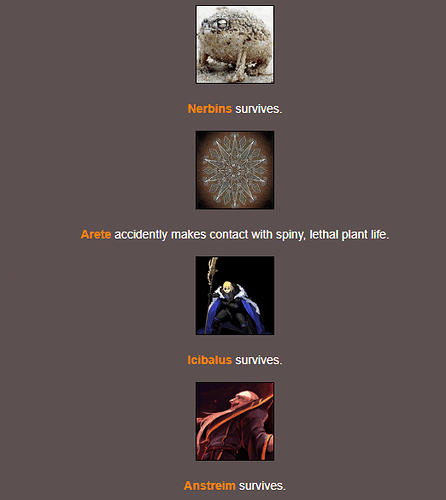 Nerbins survives.
Arete accidently makes contact with spiny, lethal plant life.
Icibalus survives.
Anstreim survives.